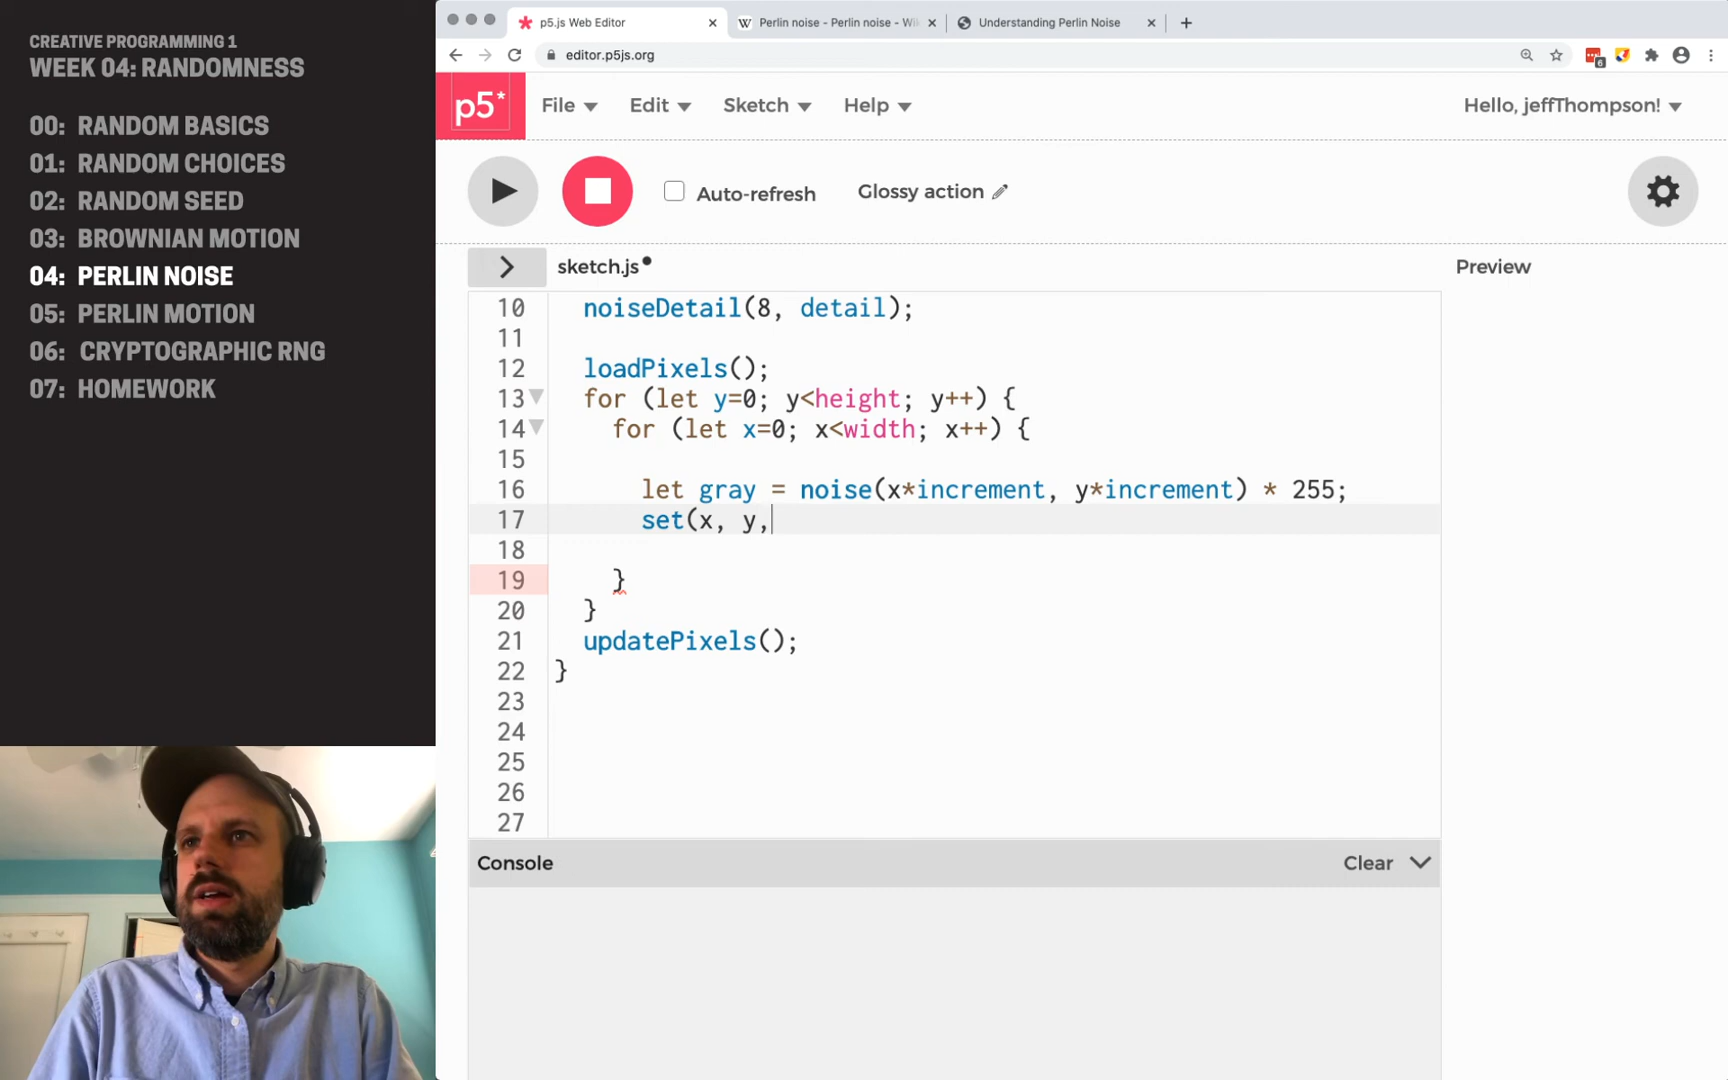 CREATIVE PROGRAMMING 1
WEEK 04: RANDOMNESS
00: RANDOM BASICS
01: RANDOM CHOICES
02: RANDOM SEED
03: BROWNIAN MOTION
04: PERLIN NOISE
05: PERLIN MOTION
06: CRYPTOGRAPHIC RNG
07: HOMEWORK
p5.js Web Editor
Perlin noise - Perlin noise - Wi
Understanding Perlin Noise
editor.p5js.org
6
p5*
File
Edit
Sketch
Help
Hello, jeffThompson!
Auto-refresh
Glossy action
sketch.js
Preview
10 noiseDetail(8, detail);
11
12 loadPixels();
13 for (let y=0; y<height; y++) {
14 for (let x=0; x<width; x++) {
15
16 let gray = noise(x*increment, y*increment) * 255;
17 set(x, y,
18
19 }
20 }
21 updatePixels();
22 }
23
24
25
26
27
Console
Clear